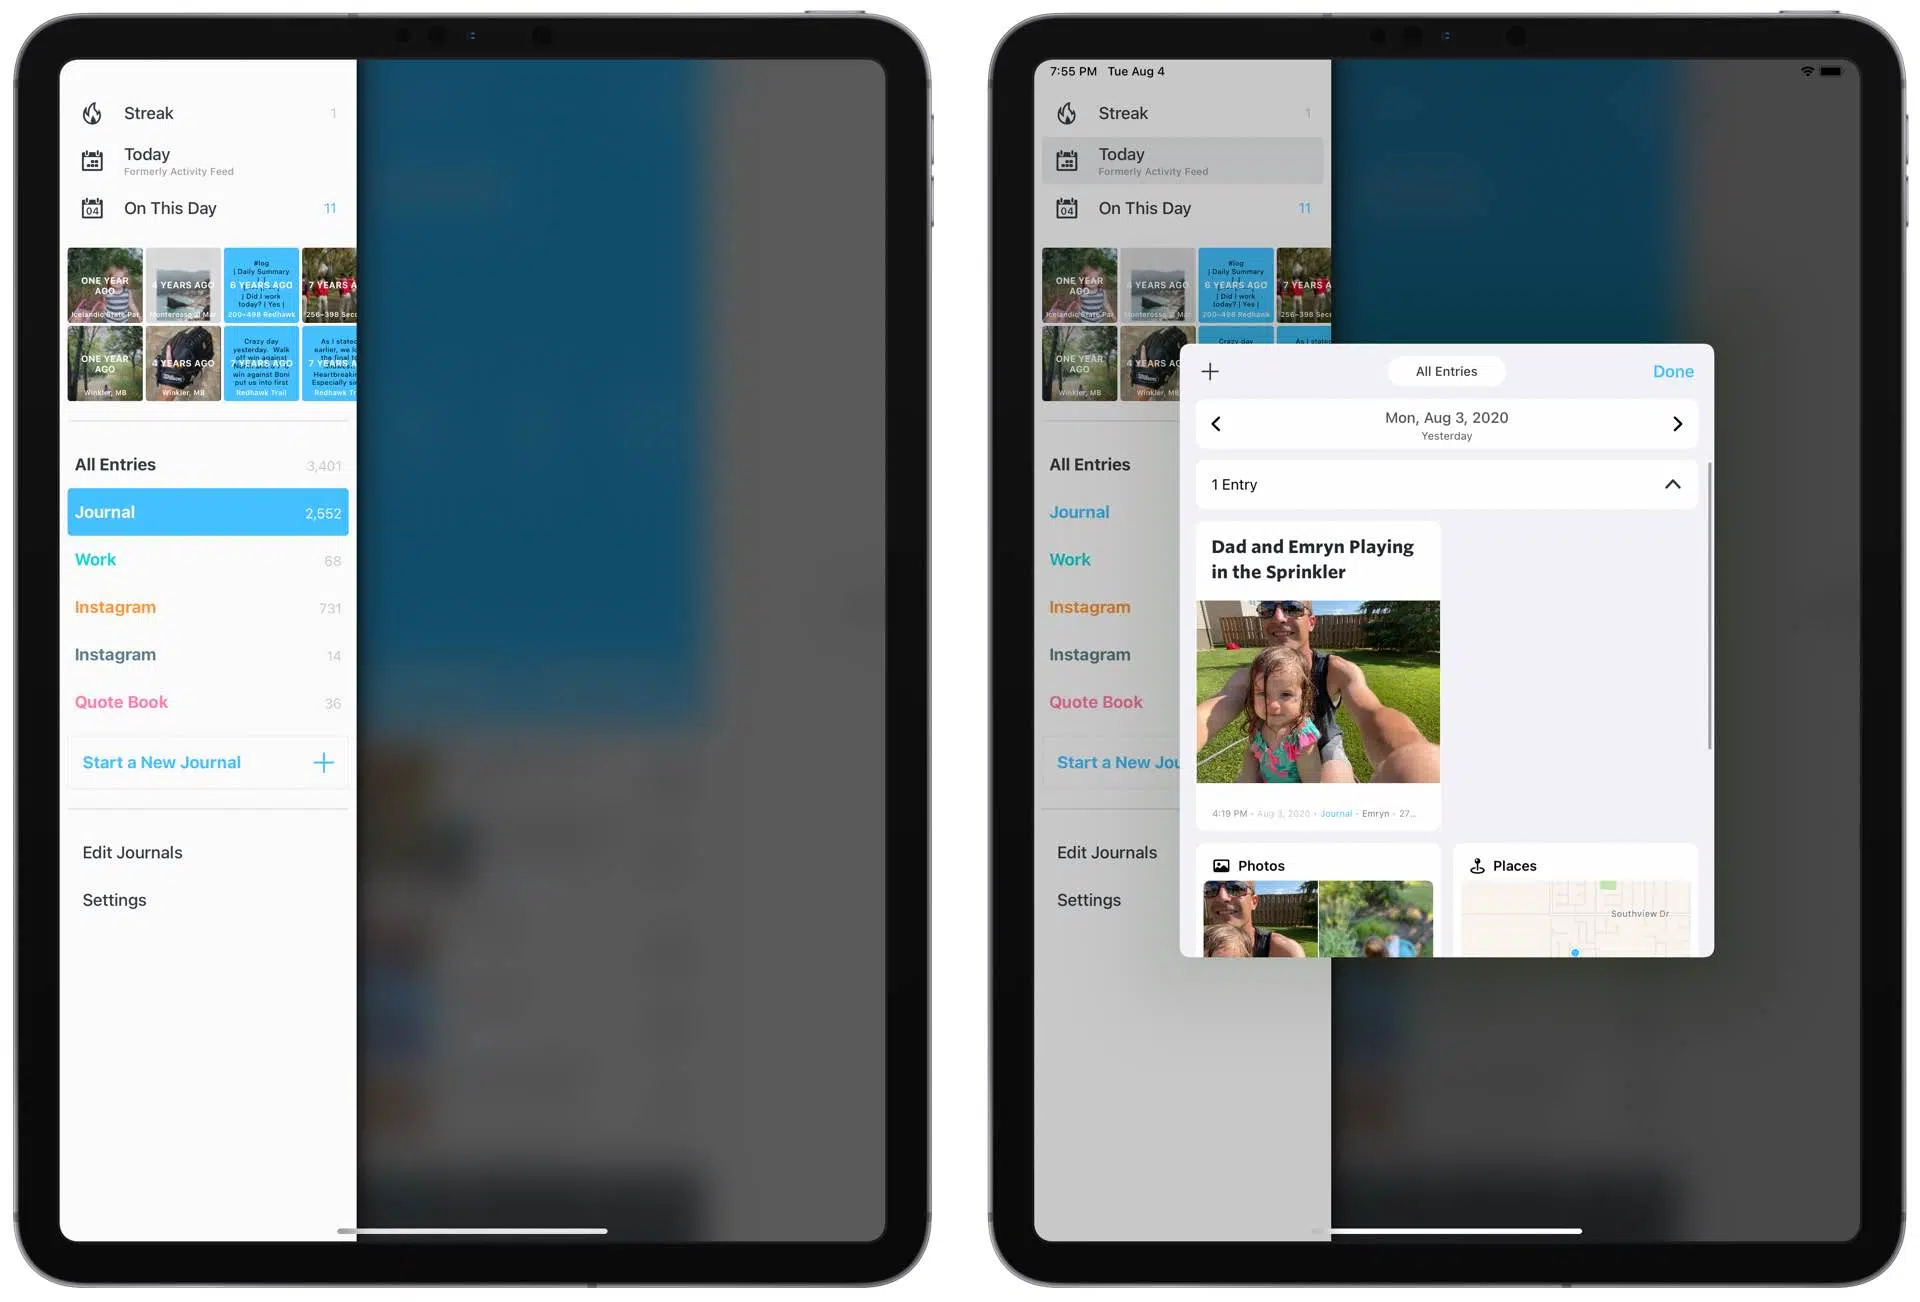 Streak 1
Today
Formerly Activity Feed
04 On This Day 11
ONE YEAR
AGO
Icelandic State Par
4 YEARS AGO
Monterosso al Mar
#log
| Daily Summary
6 YEARS AGO
| Did I work
today? | Yes |
200–498 Redhawk
7 YEARS A
256–398 Seco
ONE YEAR
AGO
Winkler, MB
4 YEARS AGO
Winkler, MB
Crazy day
yesterday. Walk
off win against
7 YEARS AGO
win against Boni
put us into first
Redhawk Trail
As I stated
earlier, we lo
the final
7 YEARS A
Heartbreakin
Especially si
Redhawk Tr
All Entries 3,401
Journal 2,552
Work 68
Instagram 731
Instagram 14
Quote Book 36
Start a New Journal +
Edit Journals
Settings
7:55 PM Tue Aug 4
Streak 1
Today
Formerly Activity Feed
04 On This Day 11
ONE YEAR
AGO
Icelandic State Par
4 YEARS AGO
Monterosso al Mar
#log
| Daily Summary
6 YEARS AGO
| Did I work
today? | Yes |
200–498 Redhawk
7 YEARS A
256–398 Seco
ONE YEAR
AGO
Winkler, MB
4 YEARS AGO
Winkler, M
Crazy day
As I stated
All Entries
Journal
Work
Instagram
Instagram
Quote Book
Start a New Jou
Edit Journals
Settings
+ All Entries Done
Mon, Aug 3, 2020
Yesterday
1 Entry
Dad and Emryn Playing
in the Sprinkler
4:19 PM • Aug 3, 2020 • Journal • Emryn • 27...
Photos
Places
Southview Dr